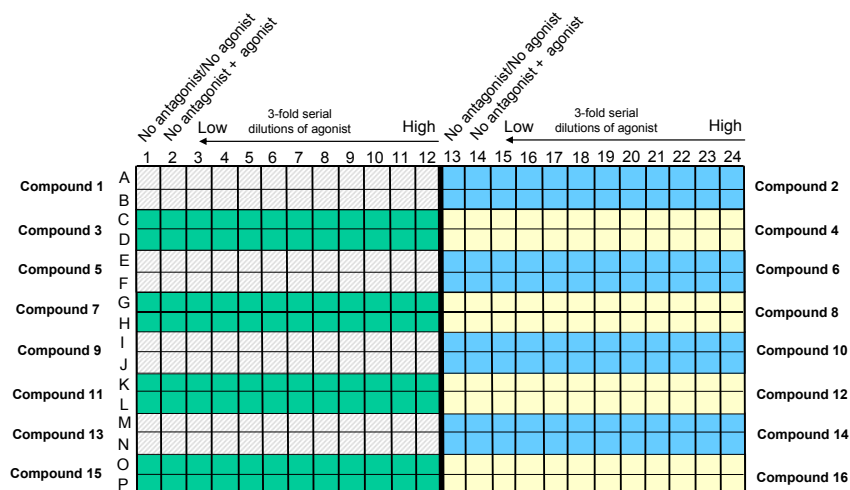 No antagonist/No agonist
No antagonist + agonist
Low
3-fold serial
dilutions of agonist
High
No antagonist/No agonist
No antagonist + agonist
Low
3-fold serial
dilutions of agonist
High
1 2 3 4 5 6 7 8 9 10 11 12 13 14 15 16 17 18 19 20 21 22 23 24
Compound 1 A Compound 2
B
Compound 3 C Compound 4
D
Compound 5 E Compound 6
F
Compound 7 G Compound 8
H
Compound 9 I Compound 10
J
Compound 11 K Compound 12
L
Compound 13 M Compound 14
N
Compound 15 O Compound 16
P